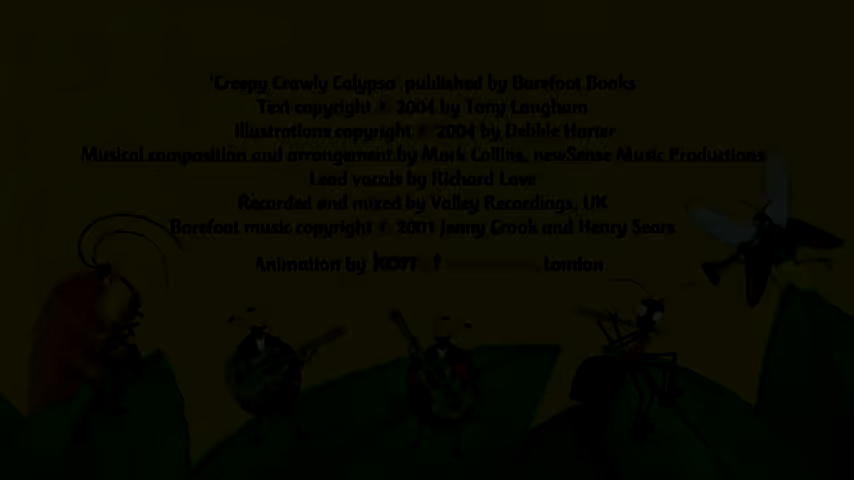 'Creepy Crawly Calypso' published by Barefoot Books
Text copyright © 2004 by Tony Langham
Illustrations copyright © 2004 by Debbie Harter
Musical composition and arrangement by Mark Collins, newSense Music Productions
Lead vocals by Richard Love
Recorded and mixed by Valley Recordings, UK
Barefoot music copyright © 2001 Jenny Crook and Henry Sears
Animation by London